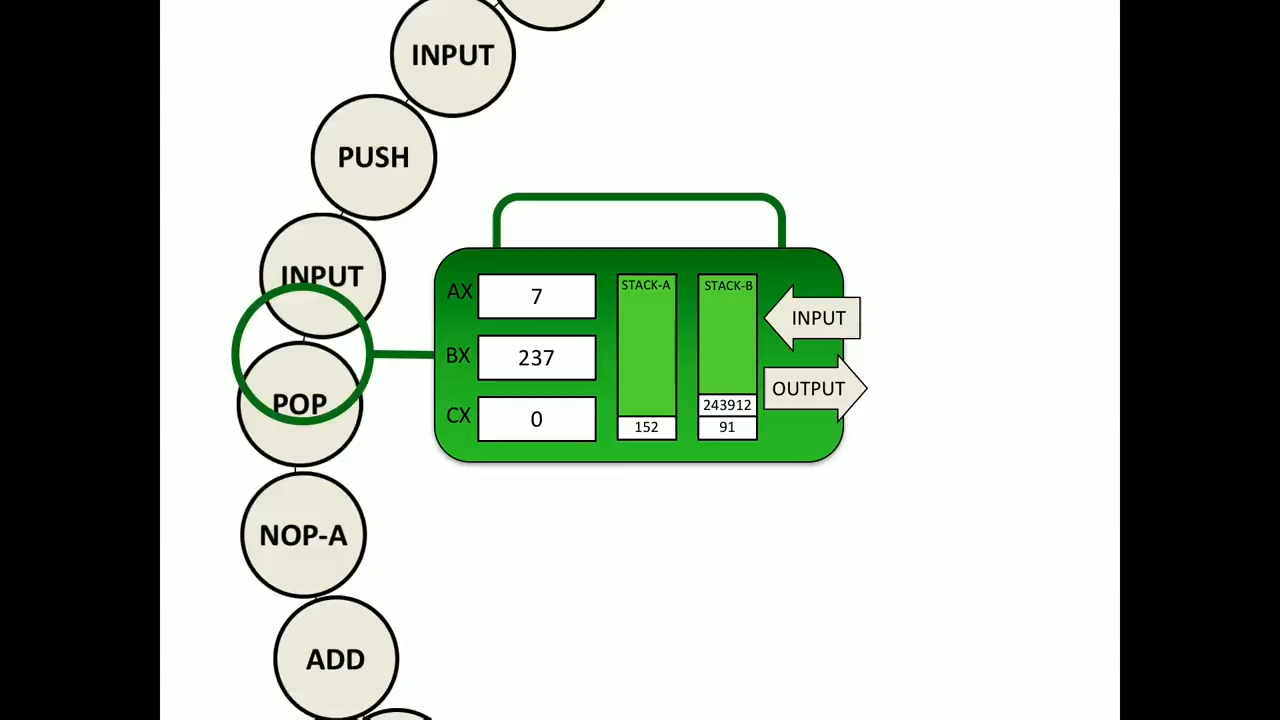 INPUT
PUSH
INPUT
POP
NOP-A
ADD
AX
7
BX
237
CX
0
STACK-A
152
STACK-B
243912
91
INPUT
OUTPUT